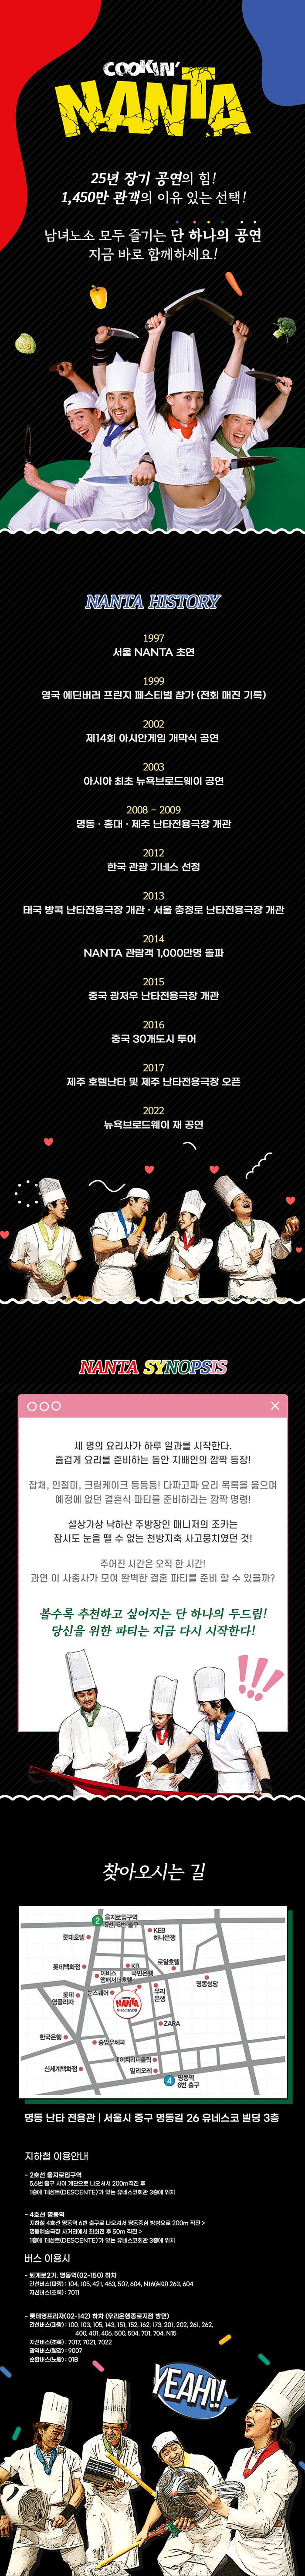 COOKIN'
NANTA
25년 장기 공연의 힘!
1,450만 관객의 이유 있는 선택!
남녀노소 모두 즐기는 단 하나의 공연
지금 바로 함께하세요!
NANTA HISTORY
1997
서울 NANTA 초연
1999
영국 에딘버러 프린지 페스티벌 참가 (전회 매진 기록)
2002
제14회 아시안게임 개막식 공연
2003
아시아 최초 뉴욕브로드웨이 공연
2008 - 2009
명동 · 홍대 · 제주 난타전용극장 개관
2012
한국 관광 기네스 선정
2013
태국 방콕 난타전용극장 개관 · 서울 충정로 난타전용극장 개관
2014
NANTA 관람객 1,000만명 돌파
2015
중국 광저우 난타전용극장 개관
2016
중국 30개도시 투어
2017
제주 호텔난타 및 제주 난타전용극장 오픈
2022
뉴욕브로드웨이 재 공연
NANTA SYNOPSIS
세 명의 요리사가 하루 일과를 시작한다.
즐겁게 요리를 준비하는 동안 지배인의 깜짝 등장!
잡채, 인절미, 크림케이크 등등등! 다짜고짜 요리 목록을 읊으며
예정에 없던 결혼식 파티를 준비하라는 깜짝 명령!
설상가상 낙하산 주방장인 매니저의 조카는
잠시도 눈을 뗄 수 없는 천방지축 사고뭉치였던 것!
주어진 시간은 오직 한 시간!
과연 이 사총사가 모여 완벽한 결혼 파티를 준비 할 수 있을까?
볼수록 추천하고 싶어지는 단 하나의 두드림!
당신을 위한 파티는 지금 다시 시작한다!
찾아오시는 길
2
을지로입구역
5번, 6번 출구
KEB
하나은행
롯데호텔
롯데백화점
KB
국민은행
로얄호텔
이비스
앰배서더호텔
명동성당
롯데
영플라자
눈스퀘어
NANTA
우리
은행
ZARA
한국은행
중앙우체국
신세계백화점
밀리오레
4
명동역
6번 출구
명동 난타 전용관 | 서울시 중구 명동길 26 유네스코 빌딩 3층
지하철 이용안내
- 2호선 을지로입구역
5,6번 출구 사이 계단으로 나오셔서 200m직진 후
1층에 '데상트(DESCENTE)'가 있는 유네스코회관 3층에 위치
- 4호선 명동역
지하철 4호선 명동역 6번 출구로 나오셔서 명동중심 방향으로 200m 직진 >
명동예술극장 사거리에서 좌회전 후 50m 직진 >
1층에 '데상트(DESCENTE)'가 있는 유네스코회관 3층에 위치
버스 이용시
- 퇴계로2가, 명동역(02-150) 하차
간선버스(파랑) : 104, 105, 421, 463, 507, 604, N16(심야) 263, 604
지선버스(초록) : 7011
- 롯데영프라자(02-142) 하차 (우리은행종로지점 방면)
간선버스(파랑) : 100, 103, 105, 143, 151, 152, 162, 173, 201, 202, 261, 262,
400, 401, 406, 500, 504, 701, 704, N15
지선버스(초록) : 7017, 7021, 7022
광역버스(빨강) : 9007
순환버스(노랑) : 01B
YEAH!!